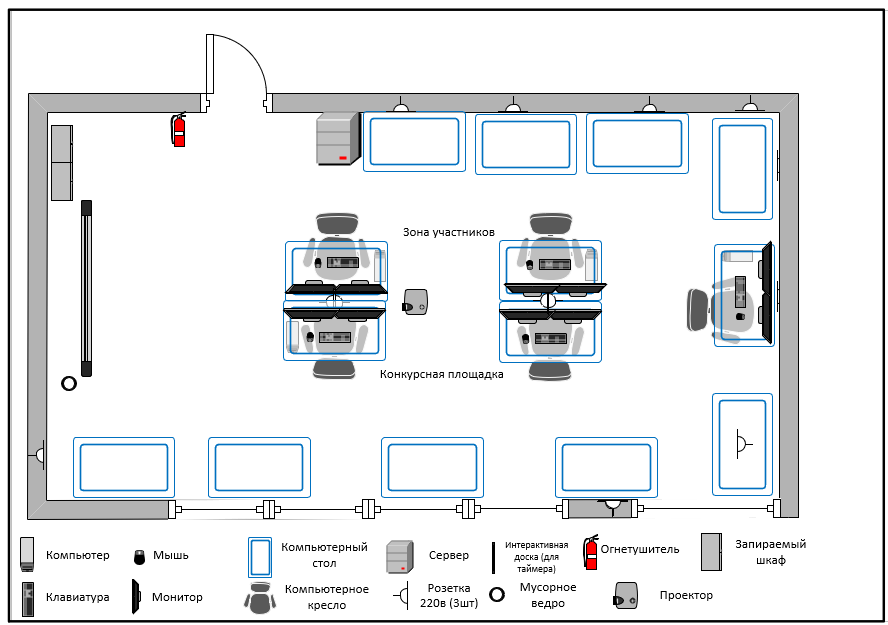 Зона участников
Конкурсная площадка
Компьютер
Мышь
Компьютерный
стол
Сервер
Интерактивная
доска (для
таймера)
Огнетушитель
Запираемый
шкаф
Клавиатура
Монитор
Компьютерное
кресло
Розетка
220в (3шт)
Мусорное
ведро
Проектор